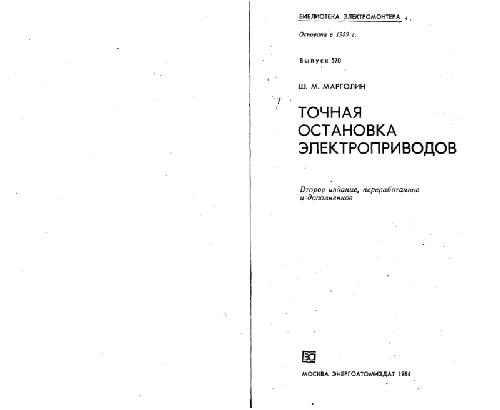 БИБЛИОТЕКА ЭЛЕКТРОМОНТЕРА
Основана в 1959 г.
Выпуск 570
Ш. М. МАРГОЛИН
ТОЧНАЯ
ОСТАНОВКА
ЭЛЕКТРОПРИВОДОВ
Второе издание, переработанное
и дополненное
МОСКВА ЭНЕРГОАТОМИЗДАТ 1984